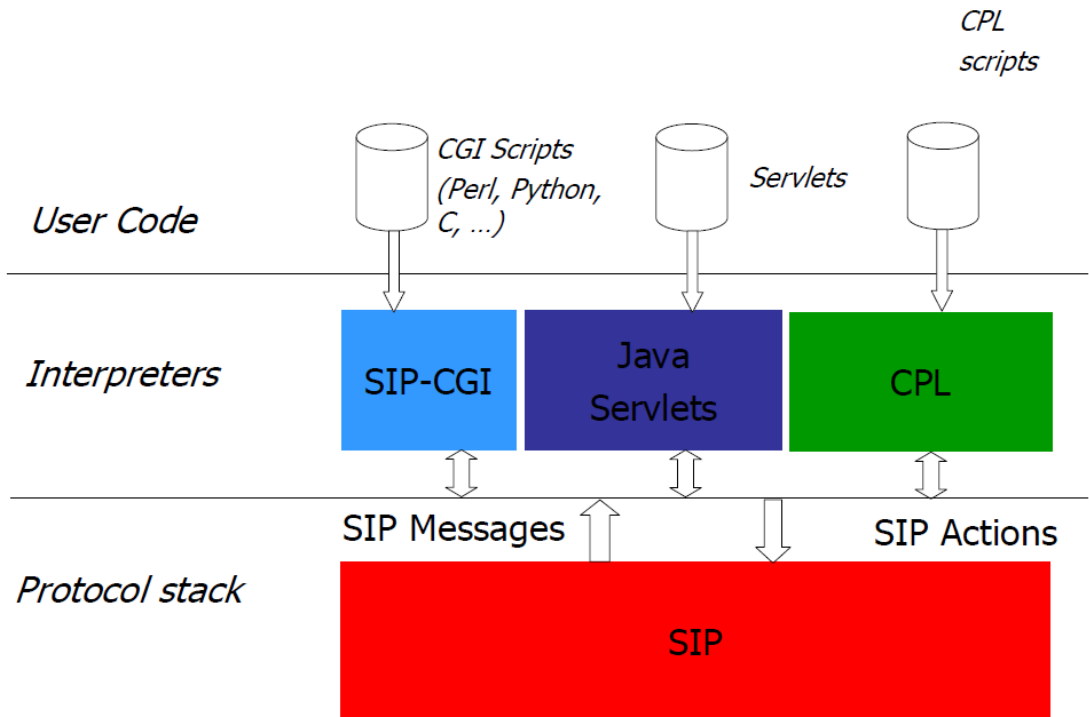 CPL
scripts
CGI Scripts
(Perl, Python,
C, ...)
Servlets
User Code
Interpreters
SIP-CGI
Java
Servlets
CPL
SIP Messages
SIP Actions
Protocol stack
SIP